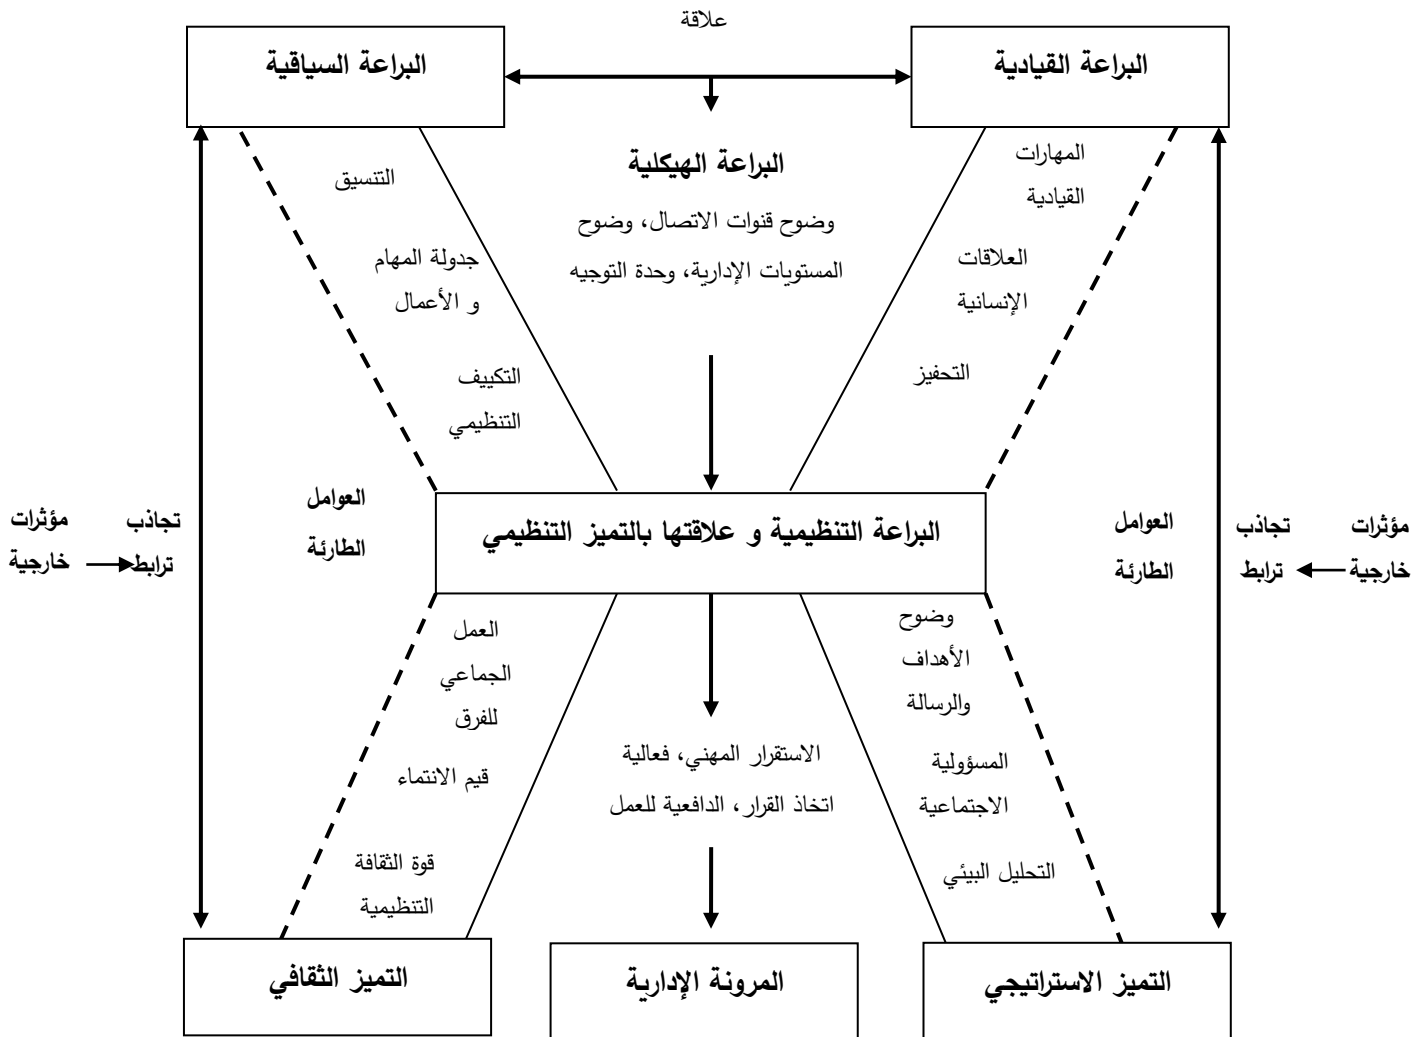 علاقة
البراعة القيادية
البراعة السياقية
البراعة الهيكلية
وضوح قنوات الاتصال، وضوح
المستويات الإدارية، وحدة التوجيه
المهارات
القيادية
العلاقات
الإنسانية
التحفيز
التنسيق
جدولة المهام
و الأعمال
التكييف
التنظيمي
مؤثرات
خارجية
تجاذب
ترابط
العوامل
الطارئة
البراعة التنظيمية و علاقتها بالتميز التنظيمي
العوامل
الطارئة
تجاذب
ترابط
مؤثرات
خارجية
وضوح
الأهداف
والرسالة
المسؤولية
الاجتماعية
التحليل البيئي
الاستقرار المهني، فعالية
اتخاذ القرار، الدافعية للعمل
العمل
الجماعي
للفرق
قيم الانتماء
قوة الثقافة
التنظيمية
التميز الاستراتيجي
المرونة الإدارية
التميز الثقافي